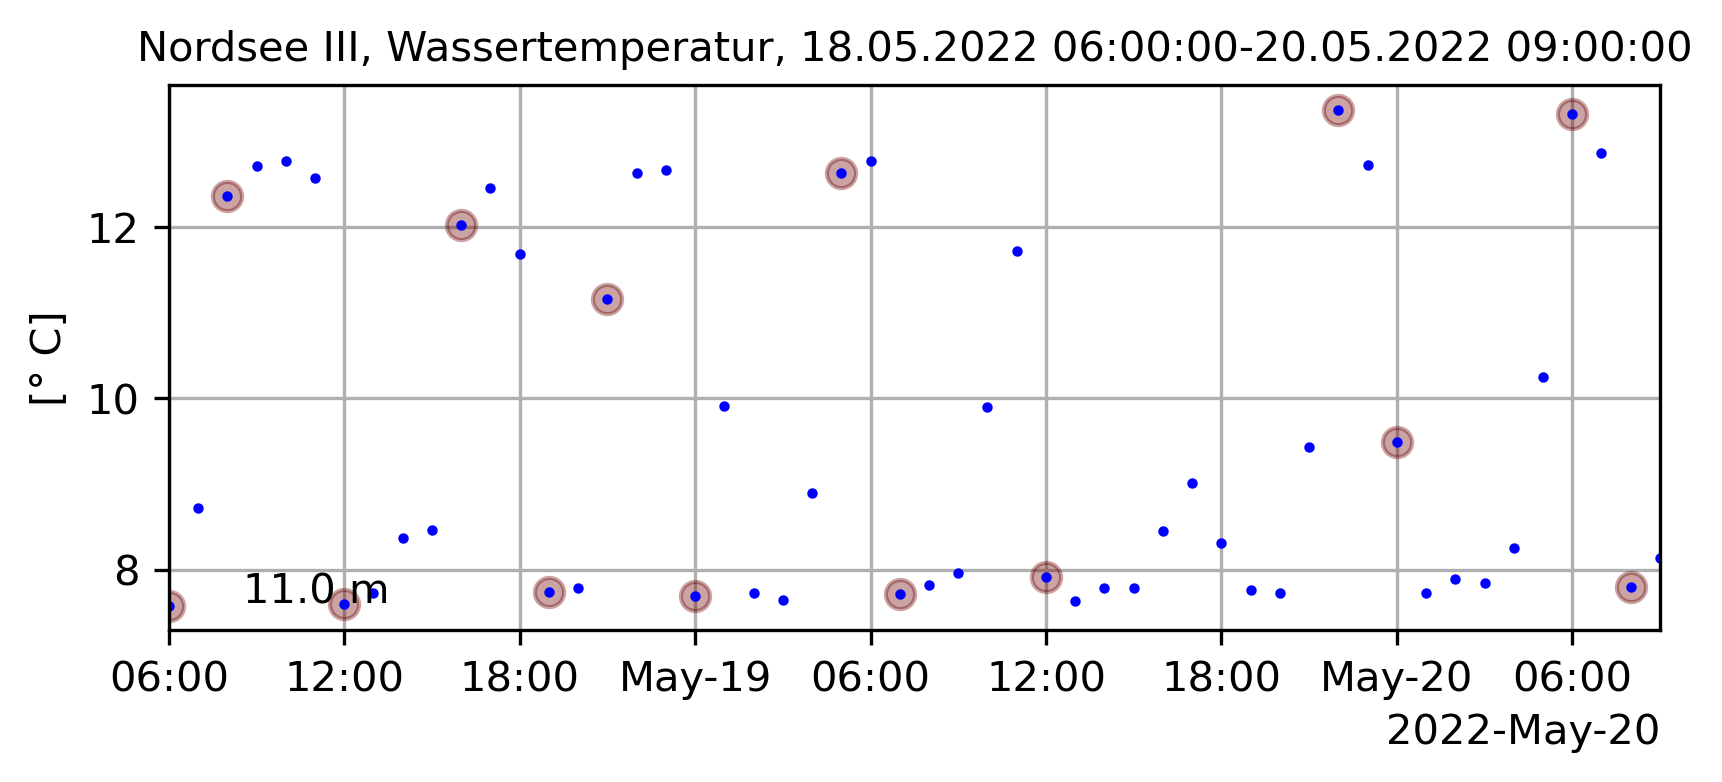 Nordsee III, Wassertemperatur, 18.05.2022 06:00:00-20.05.2022 09:00:00
[° C]
12
10
8
11.0 m
06:00 12:00 18:00 May-19 06:00 12:00 18:00 May-20 06:00
2022-May-20